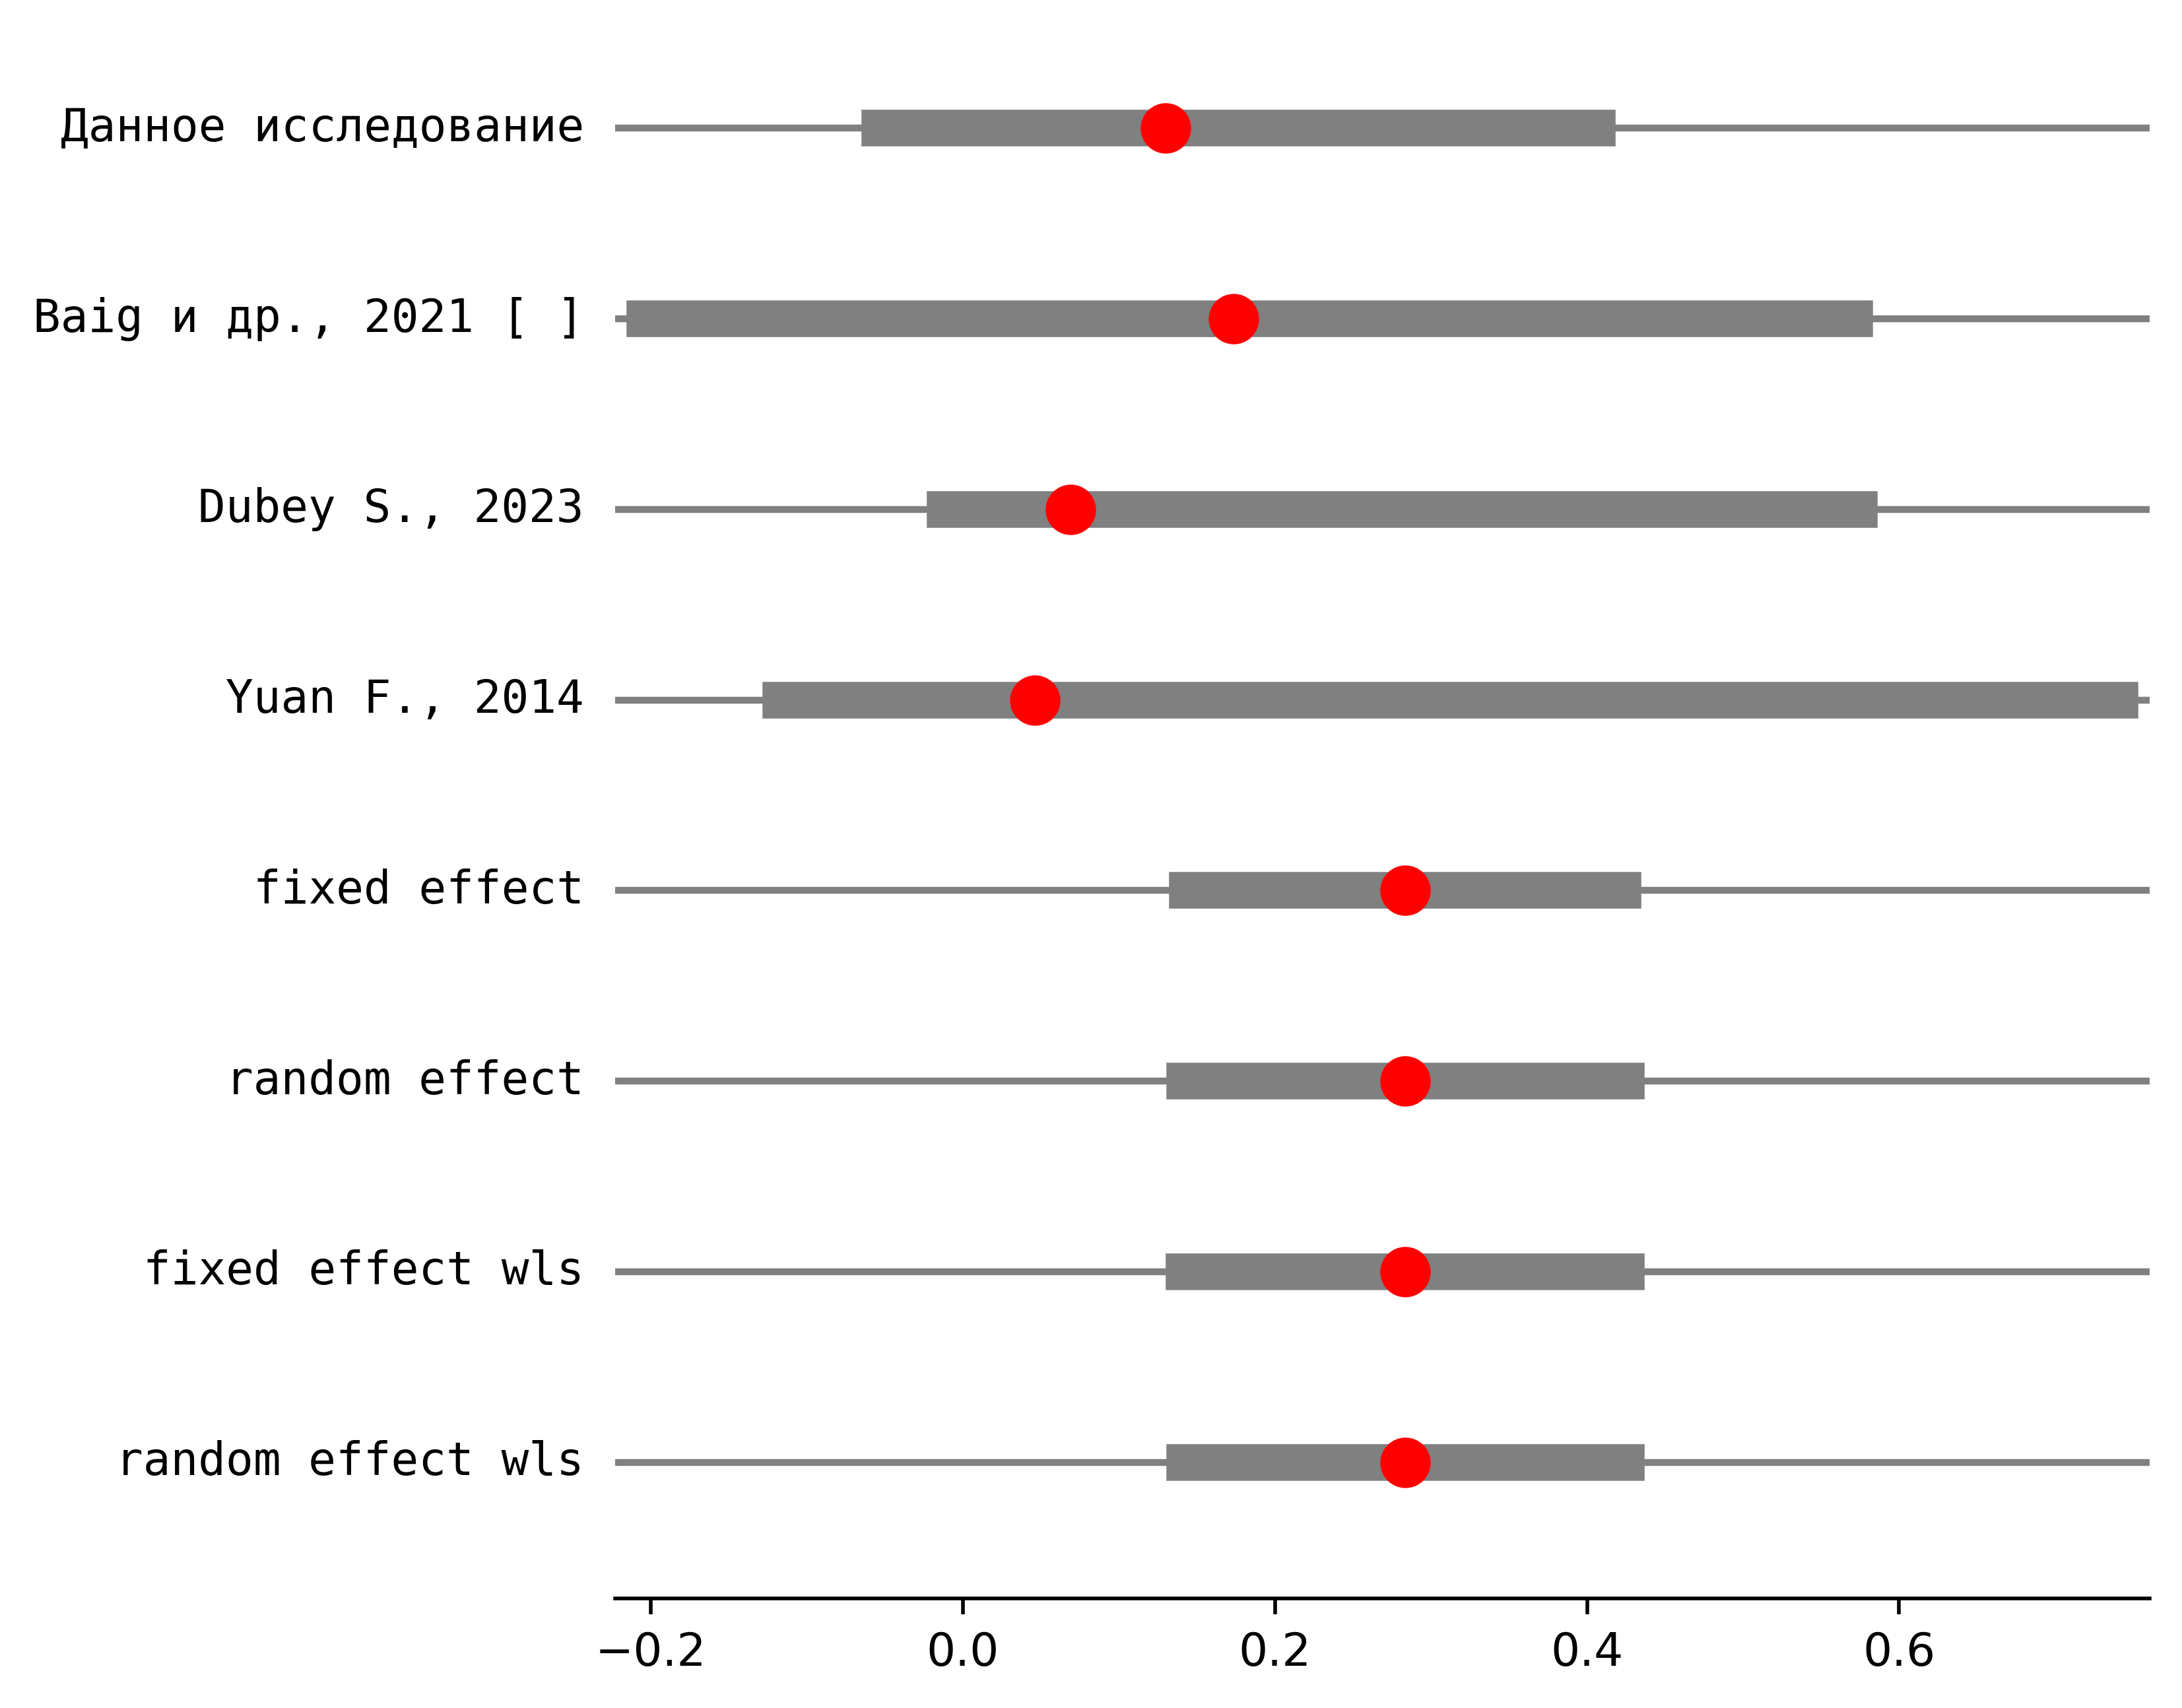 Данное исследование
Baig и др., 2021 [ ]
Dubey S., 2023
Yuan F., 2014
fixed effect
random effect
fixed effect wls
random effect wls
−0.2 0.0 0.2 0.4 0.6